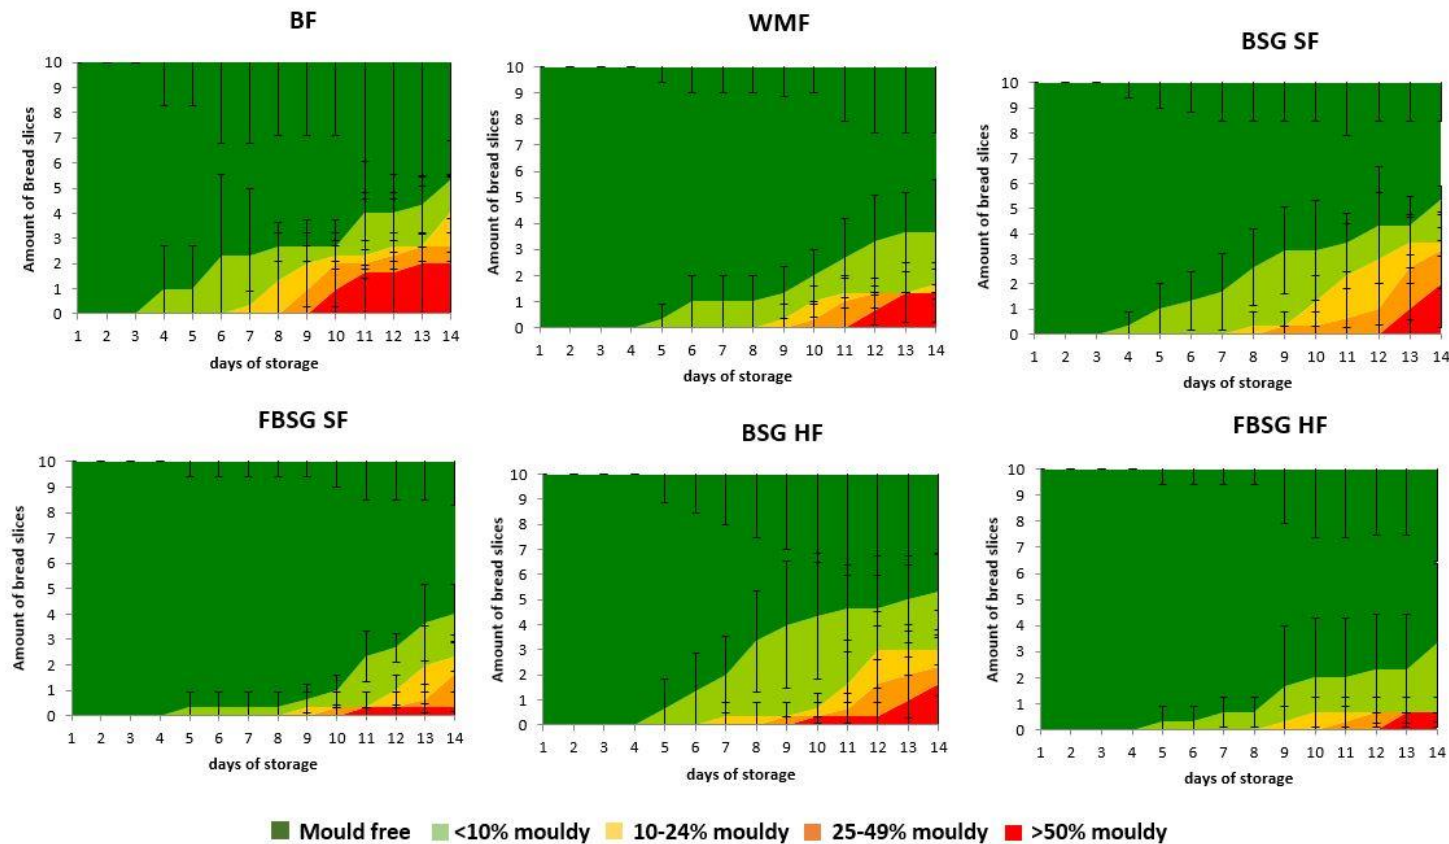 BF
WMF
BSG SF
10
9
8
7
6
5
4
3
2
1
0
Amount of Bread slices
1 2 3 4 5 6 7 8 9 10 11 12 13 14
days of storage
10
9
8
7
6
5
4
3
2
1
0
Amount of bread slices
1 2 3 4 5 6 7 8 9 10 11 12 13 14
days of storage
10
9
8
7
6
5
4
3
2
1
0
Amount of bread slices
1 2 3 4 5 6 7 8 9 10 11 12 13 14
days of storage
FBSG SF
BSG HF
FBSG HF
10
9
8
7
6
5
4
3
2
1
0
Amount of bread slices
1 2 3 4 5 6 7 8 9 10 11 12 13 14
days of storage
10
9
8
7
6
5
4
3
2
1
0
Amount of bread slices
1 2 3 4 5 6 7 8 9 10 11 12 13 14
days of storage
10
9
8
7
6
5
4
3
2
1
0
Amount of bread slices
1 2 3 4 5 6 7 8 9 10 11 12 13 14
days of storage
Mould free <10% mouldy 10-24% mouldy 25-49% mouldy >50% mouldy